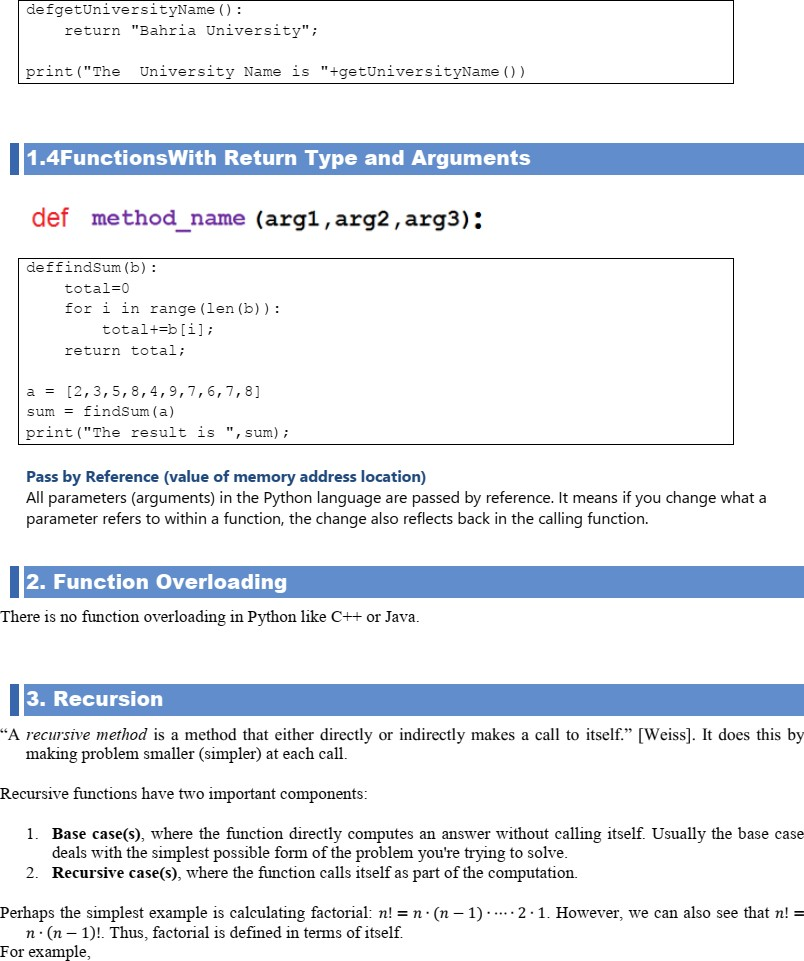 defgetUniversityName():
    return "Bahria University";
print("The  University Name is "+getUniversityName())
1.4FunctionsWith Return Type and Arguments
def method_name (arg1,arg2,arg3):
deffindSum(b):
    total=0
    for i in range(len(b)):
        total+=b[i];
    return total;
a = [2,3,5,8,4,9,7,6,7,8]
sum = findSum(a)
print("The result is ",sum);
Pass by Reference (value of memory address location)
All parameters (arguments) in the Python language are passed by reference. It means if you change what a
parameter refers to within a function, the change also reflects back in the calling function.
2. Function Overloading
There is no function overloading in Python like C++ or Java.
3. Recursion
“A recursive method is a method that either directly or indirectly makes a call to itself.” [Weiss]. It does this by
making problem smaller (simpler) at each call.
Recursive functions have two important components:
1. Base case(s), where the function directly computes an answer without calling itself. Usually the base case
deals with the simplest possible form of the problem you're trying to solve.
2. Recursive case(s), where the function calls itself as part of the computation.
Perhaps the simplest example is calculating factorial: n! = n · (n − 1) · ⋯ · 2 · 1. However, we can also see that n! =
n · (n − 1)!. Thus, factorial is defined in terms of itself.
For example,